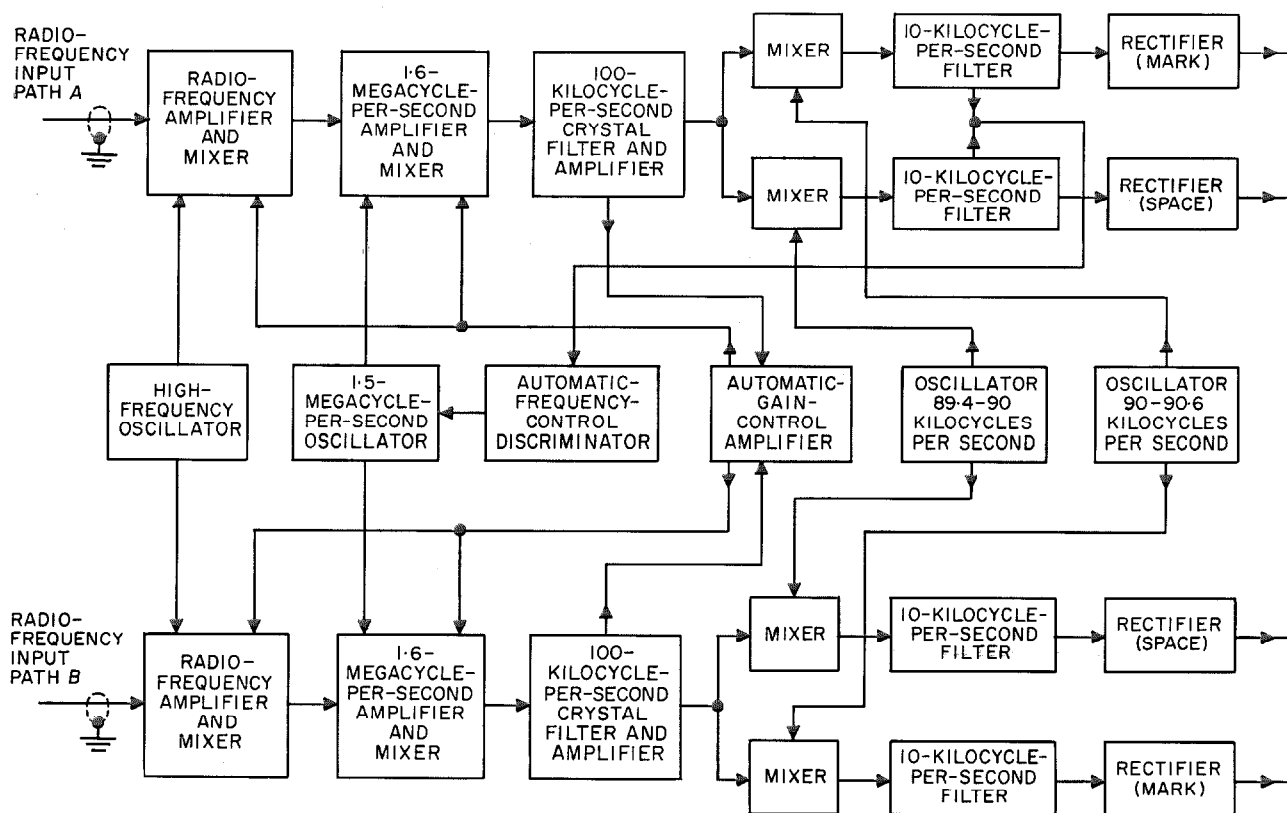 RADIO-
FREQUENCY
INPUT
PATH A
RADIO-
FREQUENCY
AMPLIFIER
AND
MIXER
1·6-
MEGACYCLE-
PER-SECOND
AMPLIFIER
AND
MIXER
100-
KILOCYCLE-
PER-SECOND
CRYSTAL
FILTER AND
AMPLIFIER
MIXER
10-KILOCYCLE-
PER-SECOND
FILTER
RECTIFIER
(MARK)
MIXER
10-KILOCYCLE-
PER-SECOND
FILTER
RECTIFIER
(SPACE)
HIGH-
FREQUENCY
OSCILLATOR
1·5-
MEGACYCLE-
PER-SECOND
OSCILLATOR
AUTOMATIC-
FREQUENCY-
CONTROL
DISCRIMINATOR
AUTOMATIC-
GAIN-
CONTROL
AMPLIFIER
OSCILLATOR
89·4-90
KILOCYCLES
PER SECOND
OSCILLATOR
90-90·6
KILOCYCLES
PER SECOND
RADIO-
FREQUENCY
INPUT
PATH B
RADIO-
FREQUENCY
AMPLIFIER
AND
MIXER
1·6-
MEGACYCLE-
PER-SECOND
AMPLIFIER
AND
MIXER
100-
KILOCYCLE-
PER-SECOND
CRYSTAL
FILTER AND
AMPLIFIER
MIXER
10-KILOCYCLE-
PER-SECOND
FILTER
RECTIFIER
(SPACE)
MIXER
10-KILOCYCLE-
PER-SECOND
FILTER
RECTIFIER
(MARK)